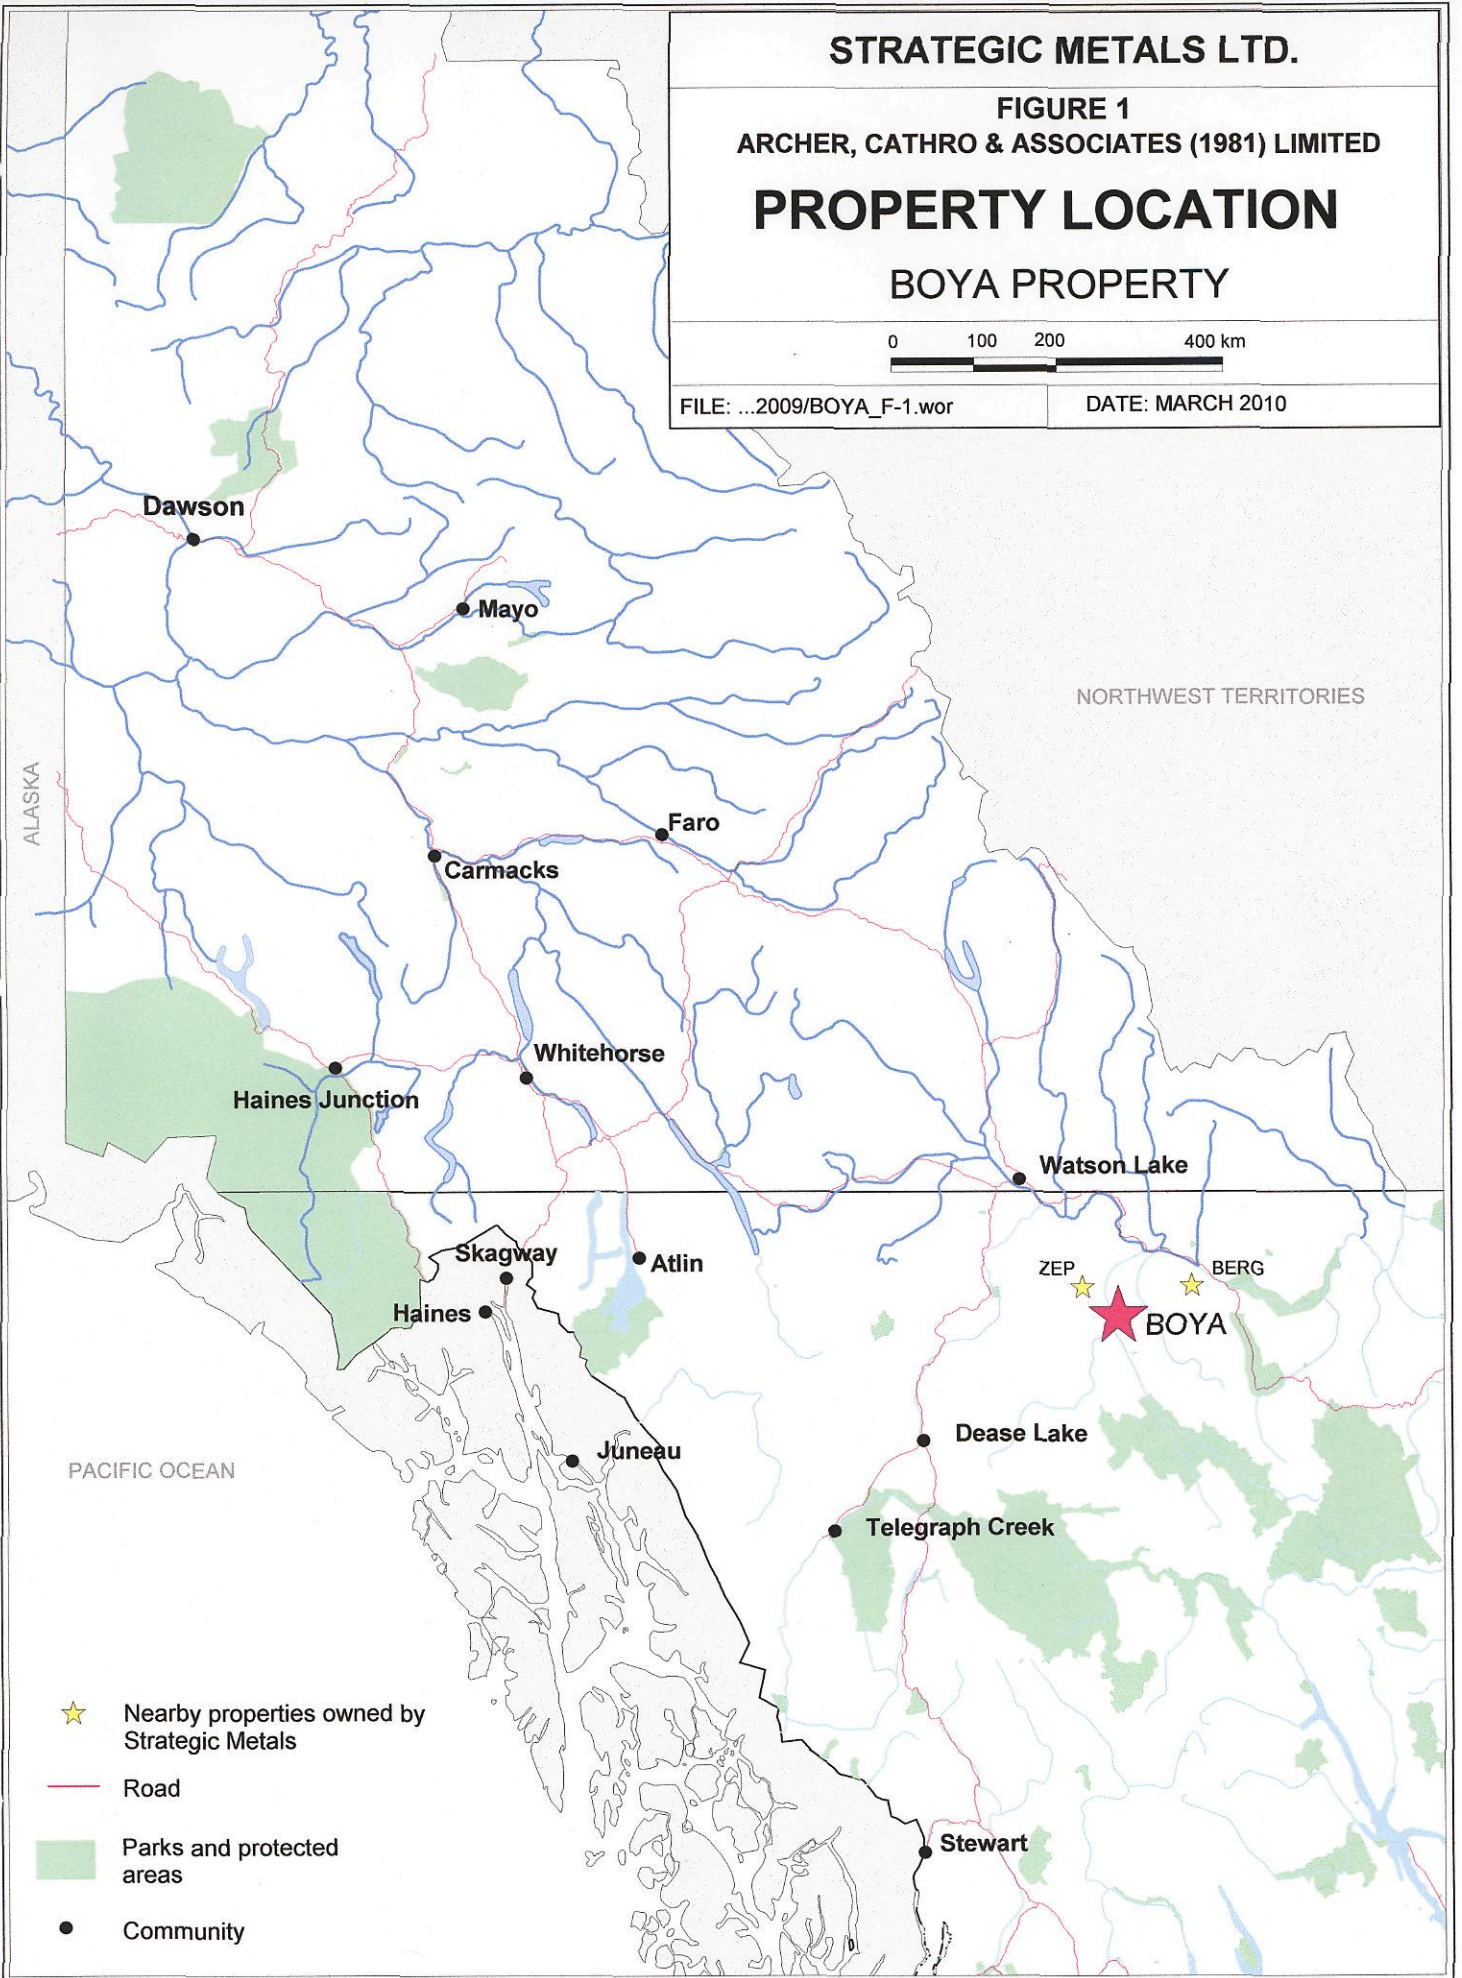 STRATEGIC METALS LTD.
FIGURE 1
ARCHER, CATHRO & ASSOCIATES (1981) LIMITED
PROPERTY LOCATION
BOYA PROPERTY
0 100 200 400 km
FILE: ...2009/BOYA_F-1.wor DATE: MARCH 2010
Dawson
Mayo
NORTHWEST TERRITORIES
ALASKA
Faro
Carmacks
Whitehorse
Haines Junction
Watson Lake
Skagway
Atlin
ZEP
BERG
Haines
BOYA
Dease Lake
Juneau
PACIFIC OCEAN
Telegraph Creek
Nearby properties owned by
Strategic Metals
Road
Parks and protected
areas
Stewart
Community